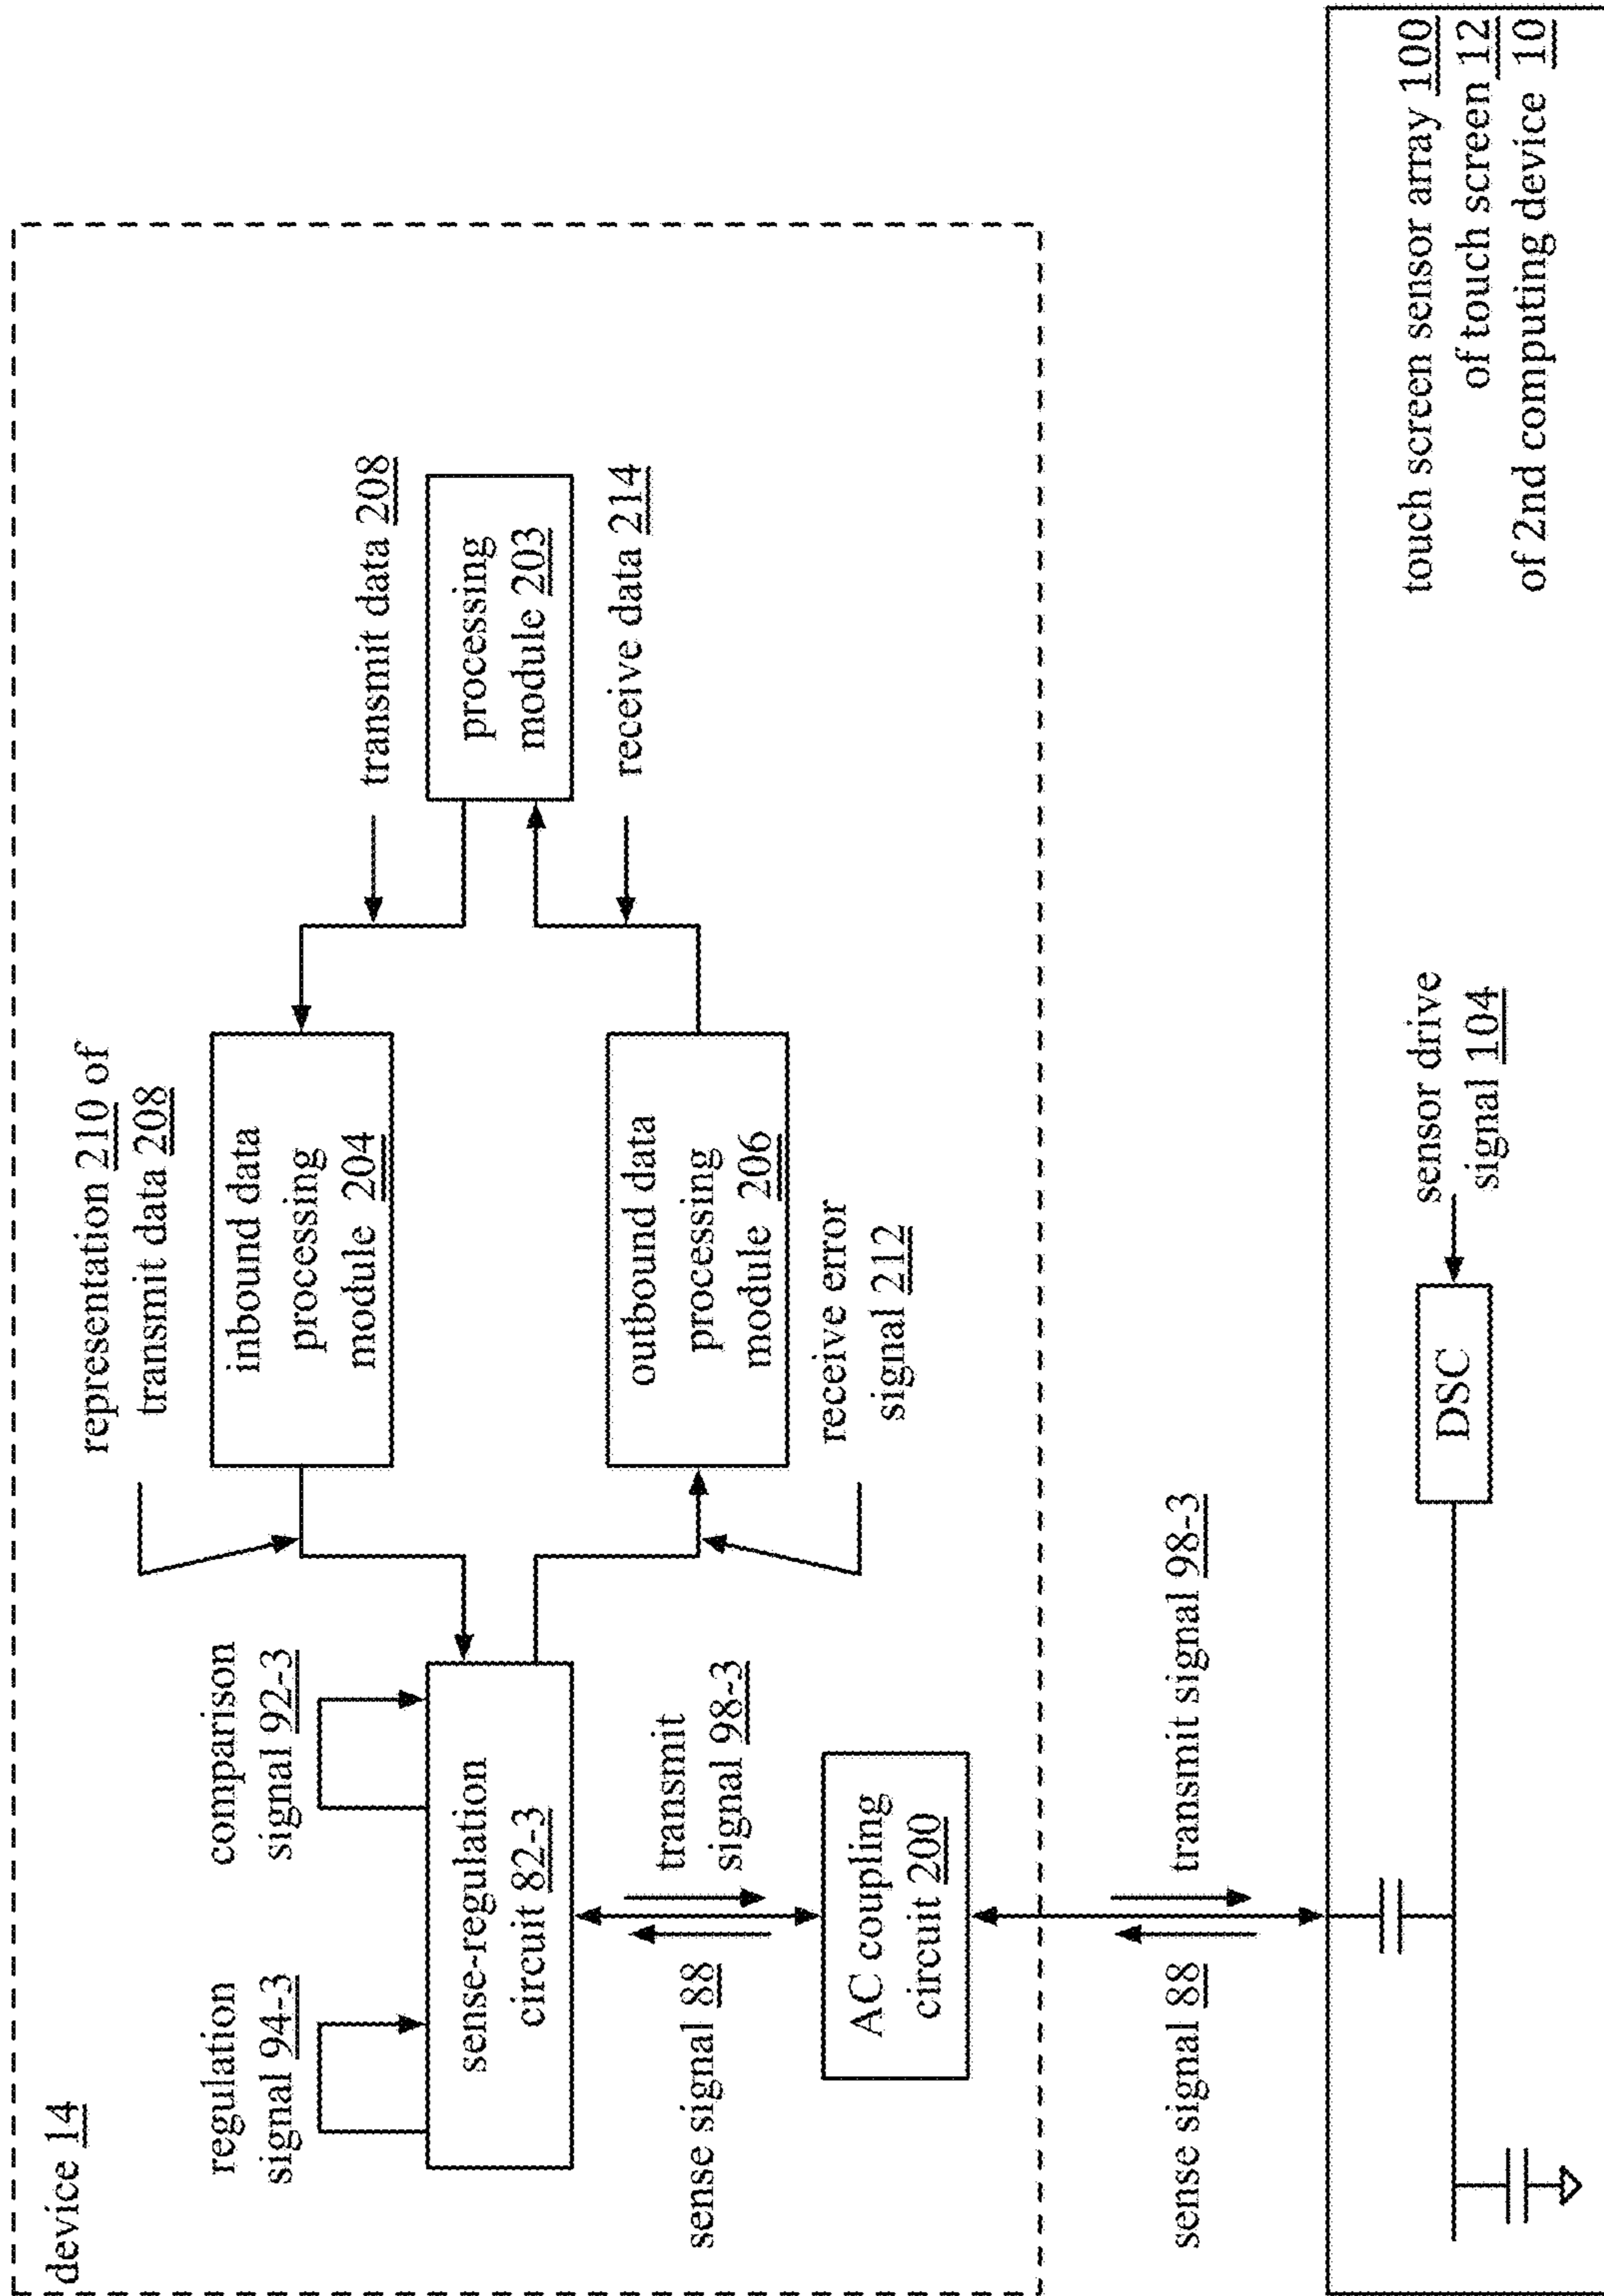 device 14
regulation
signal 94-3
comparison
signal 92-3
representation 210 of
transmit data 208
sense-regulation
circuit 82-3
inbound data
processing
module 204
transmit data 208
processing
module 203
receive data 214
outbound data
processing
module 206
receive error
signal 212
sense signal 88
transmit
signal 98-3
AC coupling
circuit 200
sense signal 88
transmit signal 98-3
DSC
sensor drive
signal 104
touch screen sensor array 100
of touch screen 12
of 2nd computing device 10